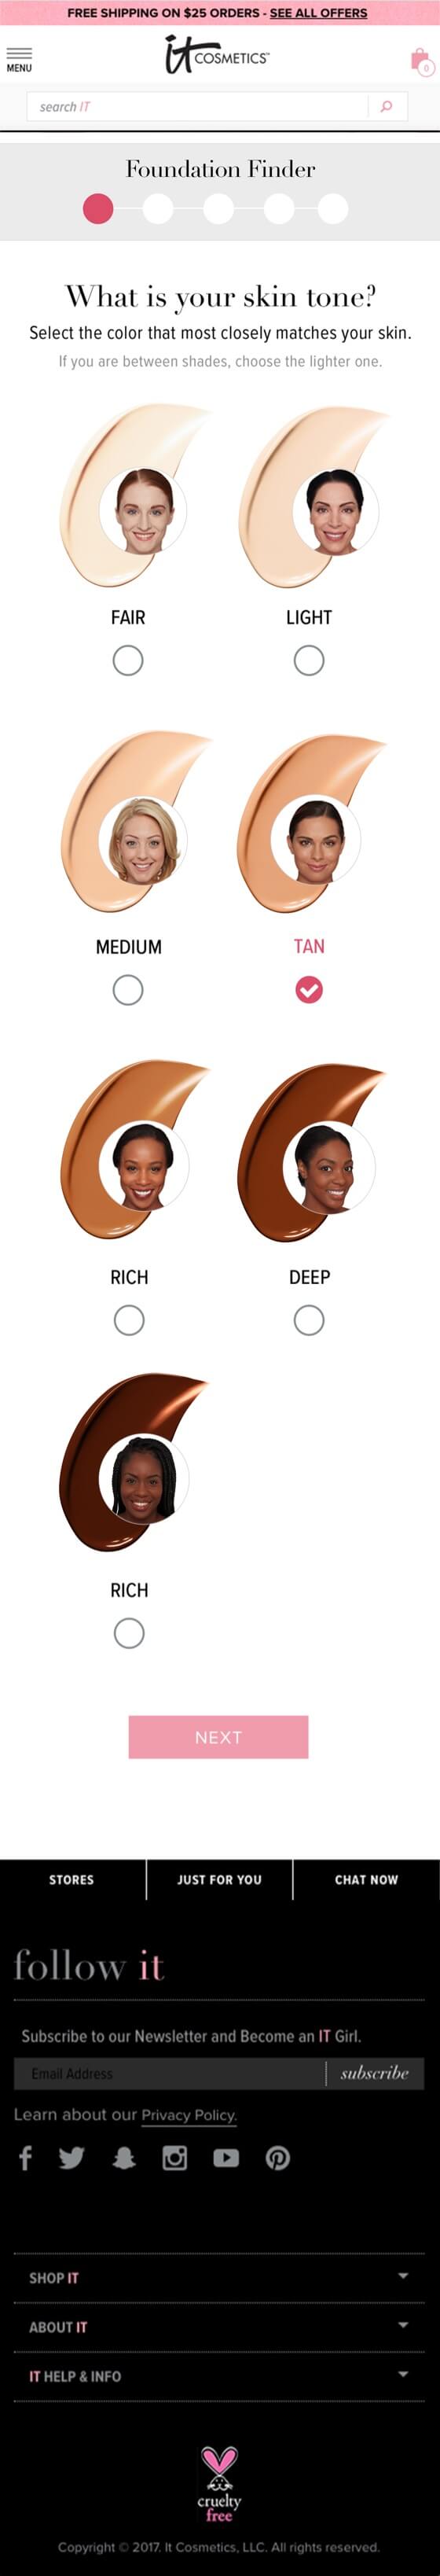 FREE SHIPPING ON $25 ORDERS - SEE ALL OFFERS
it COSMETICS™
MENU
0
search IT
Foundation Finder
What is your skin tone?
Select the color that most closely matches your skin.
If you are between shades, choose the lighter one.
FAIR
LIGHT
MEDIUM
TAN
RICH
DEEP
RICH
NEXT
STORES
JUST FOR YOU
CHAT NOW
follow it
Subscribe to our Newsletter and Become an IT Girl.
Email Address
subscribe
Learn about our Privacy Policy.
SHOP IT
ABOUT IT
IT HELP & INFO
cruelty
free
Copyright © 2017. It Cosmetics, LLC. All rights reserved.